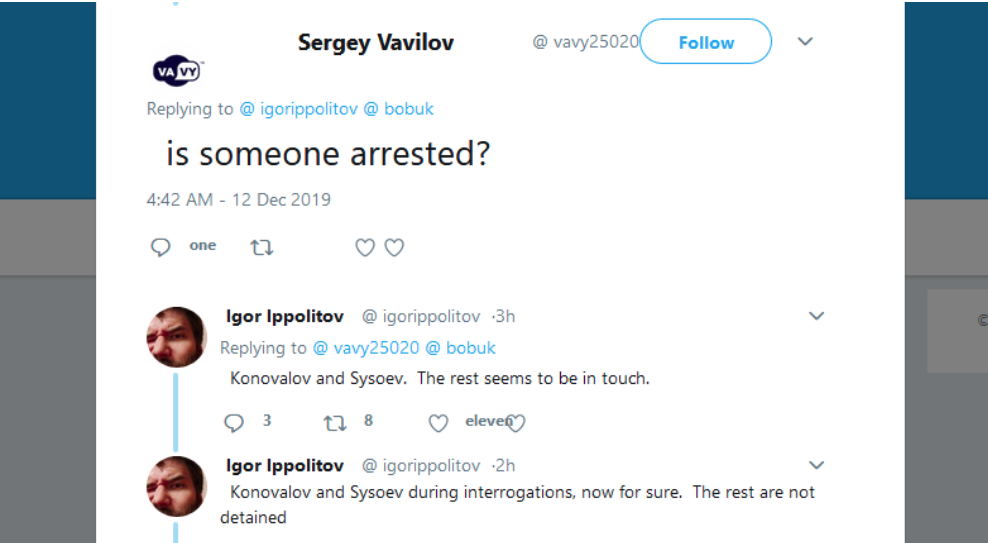 Sergey Vavilov @ vavy25020 Follow
VA VY
Replying to @ igorippolitov @ bobuk
is someone arrested?
4:42 AM - 12 Dec 2019
one
Igor Ippolitov @ igorippolitov ·3h
Replying to @ vavy25020 @ bobuk
Konovalov and Sysoev. The rest seems to be in touch.
3 8 eleven
Igor Ippolitov @ igorippolitov ·2h
Konovalov and Sysoev during interrogations, now for sure. The rest are not
detained
©